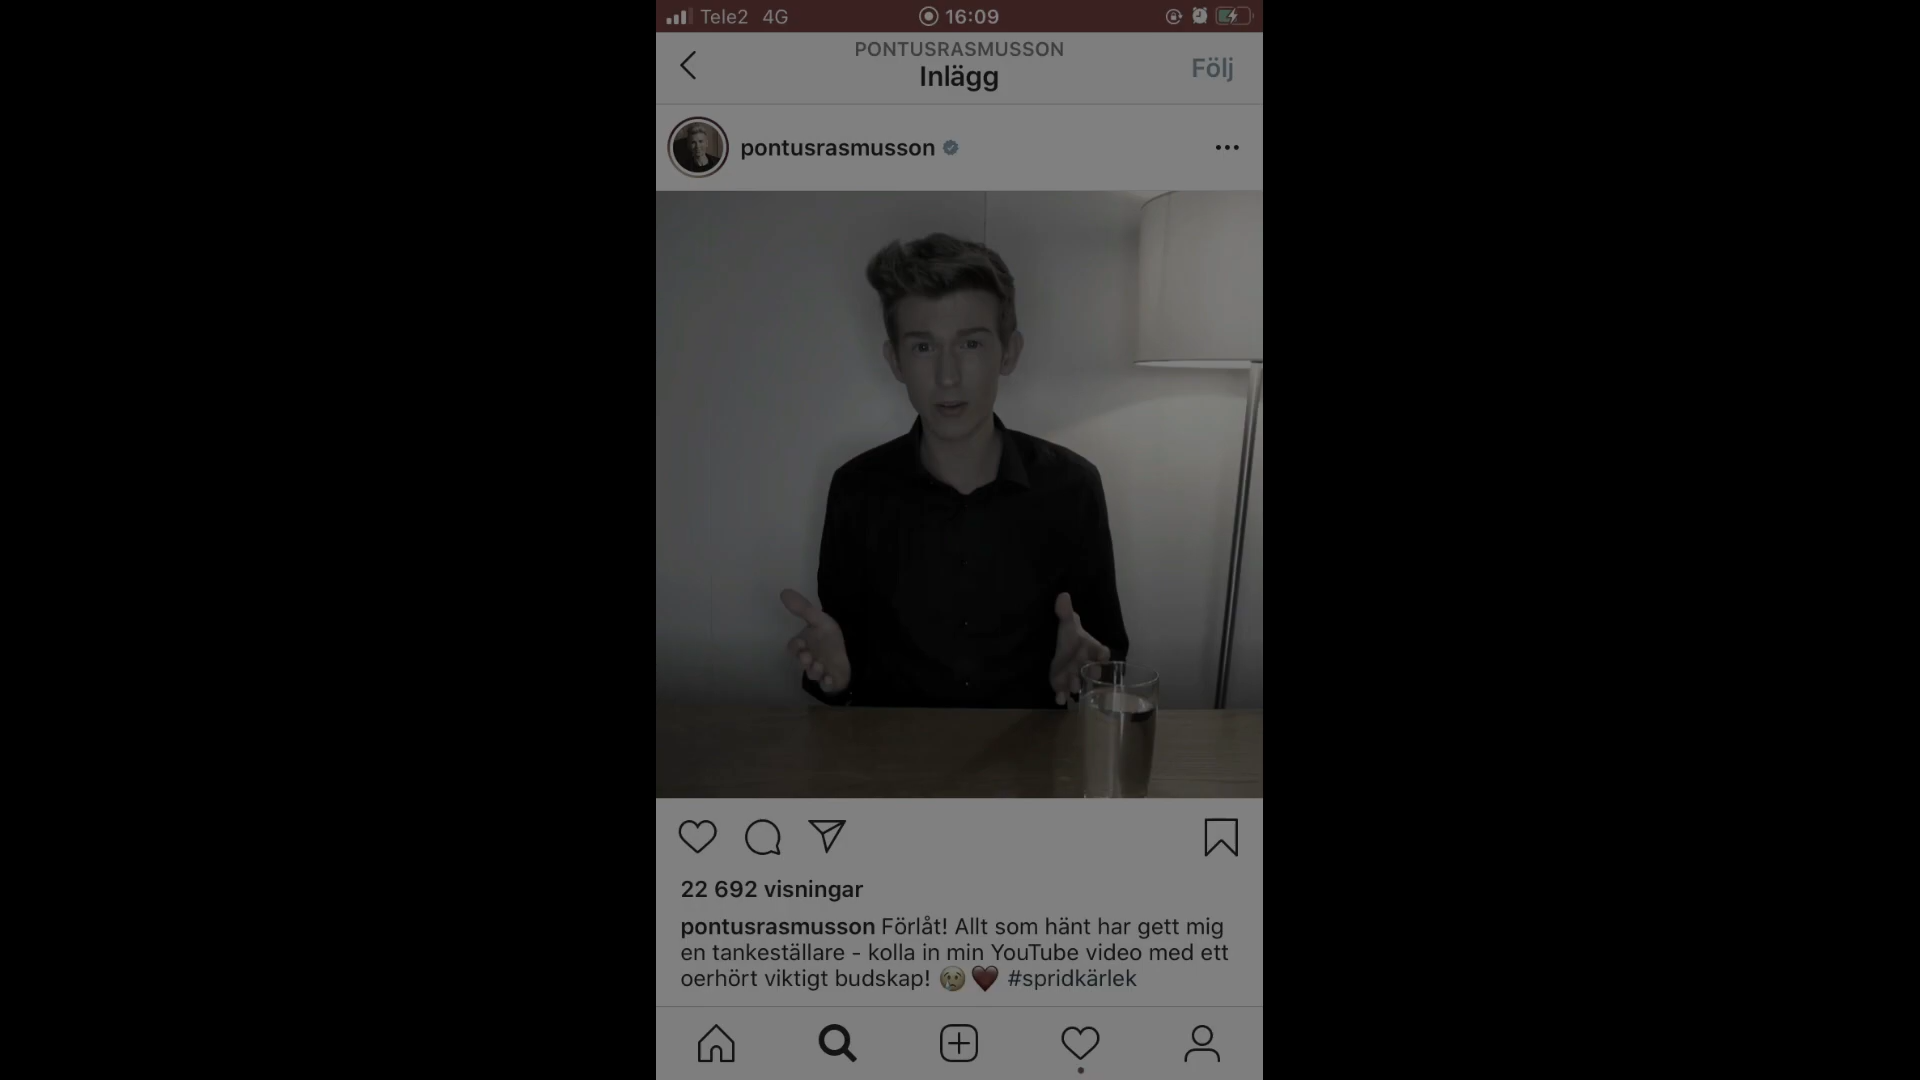 Tele2 4G 16:09
PONTUSRASMUSSON
Inlägg
Följ
pontusrasmusson
22 692 visningar
pontusrasmusson Förlåt! Allt som hänt har gett mig
en tankeställare - kolla in min YouTube video med ett
oerhört viktigt budskap! 😢❤️ #spridkärlek